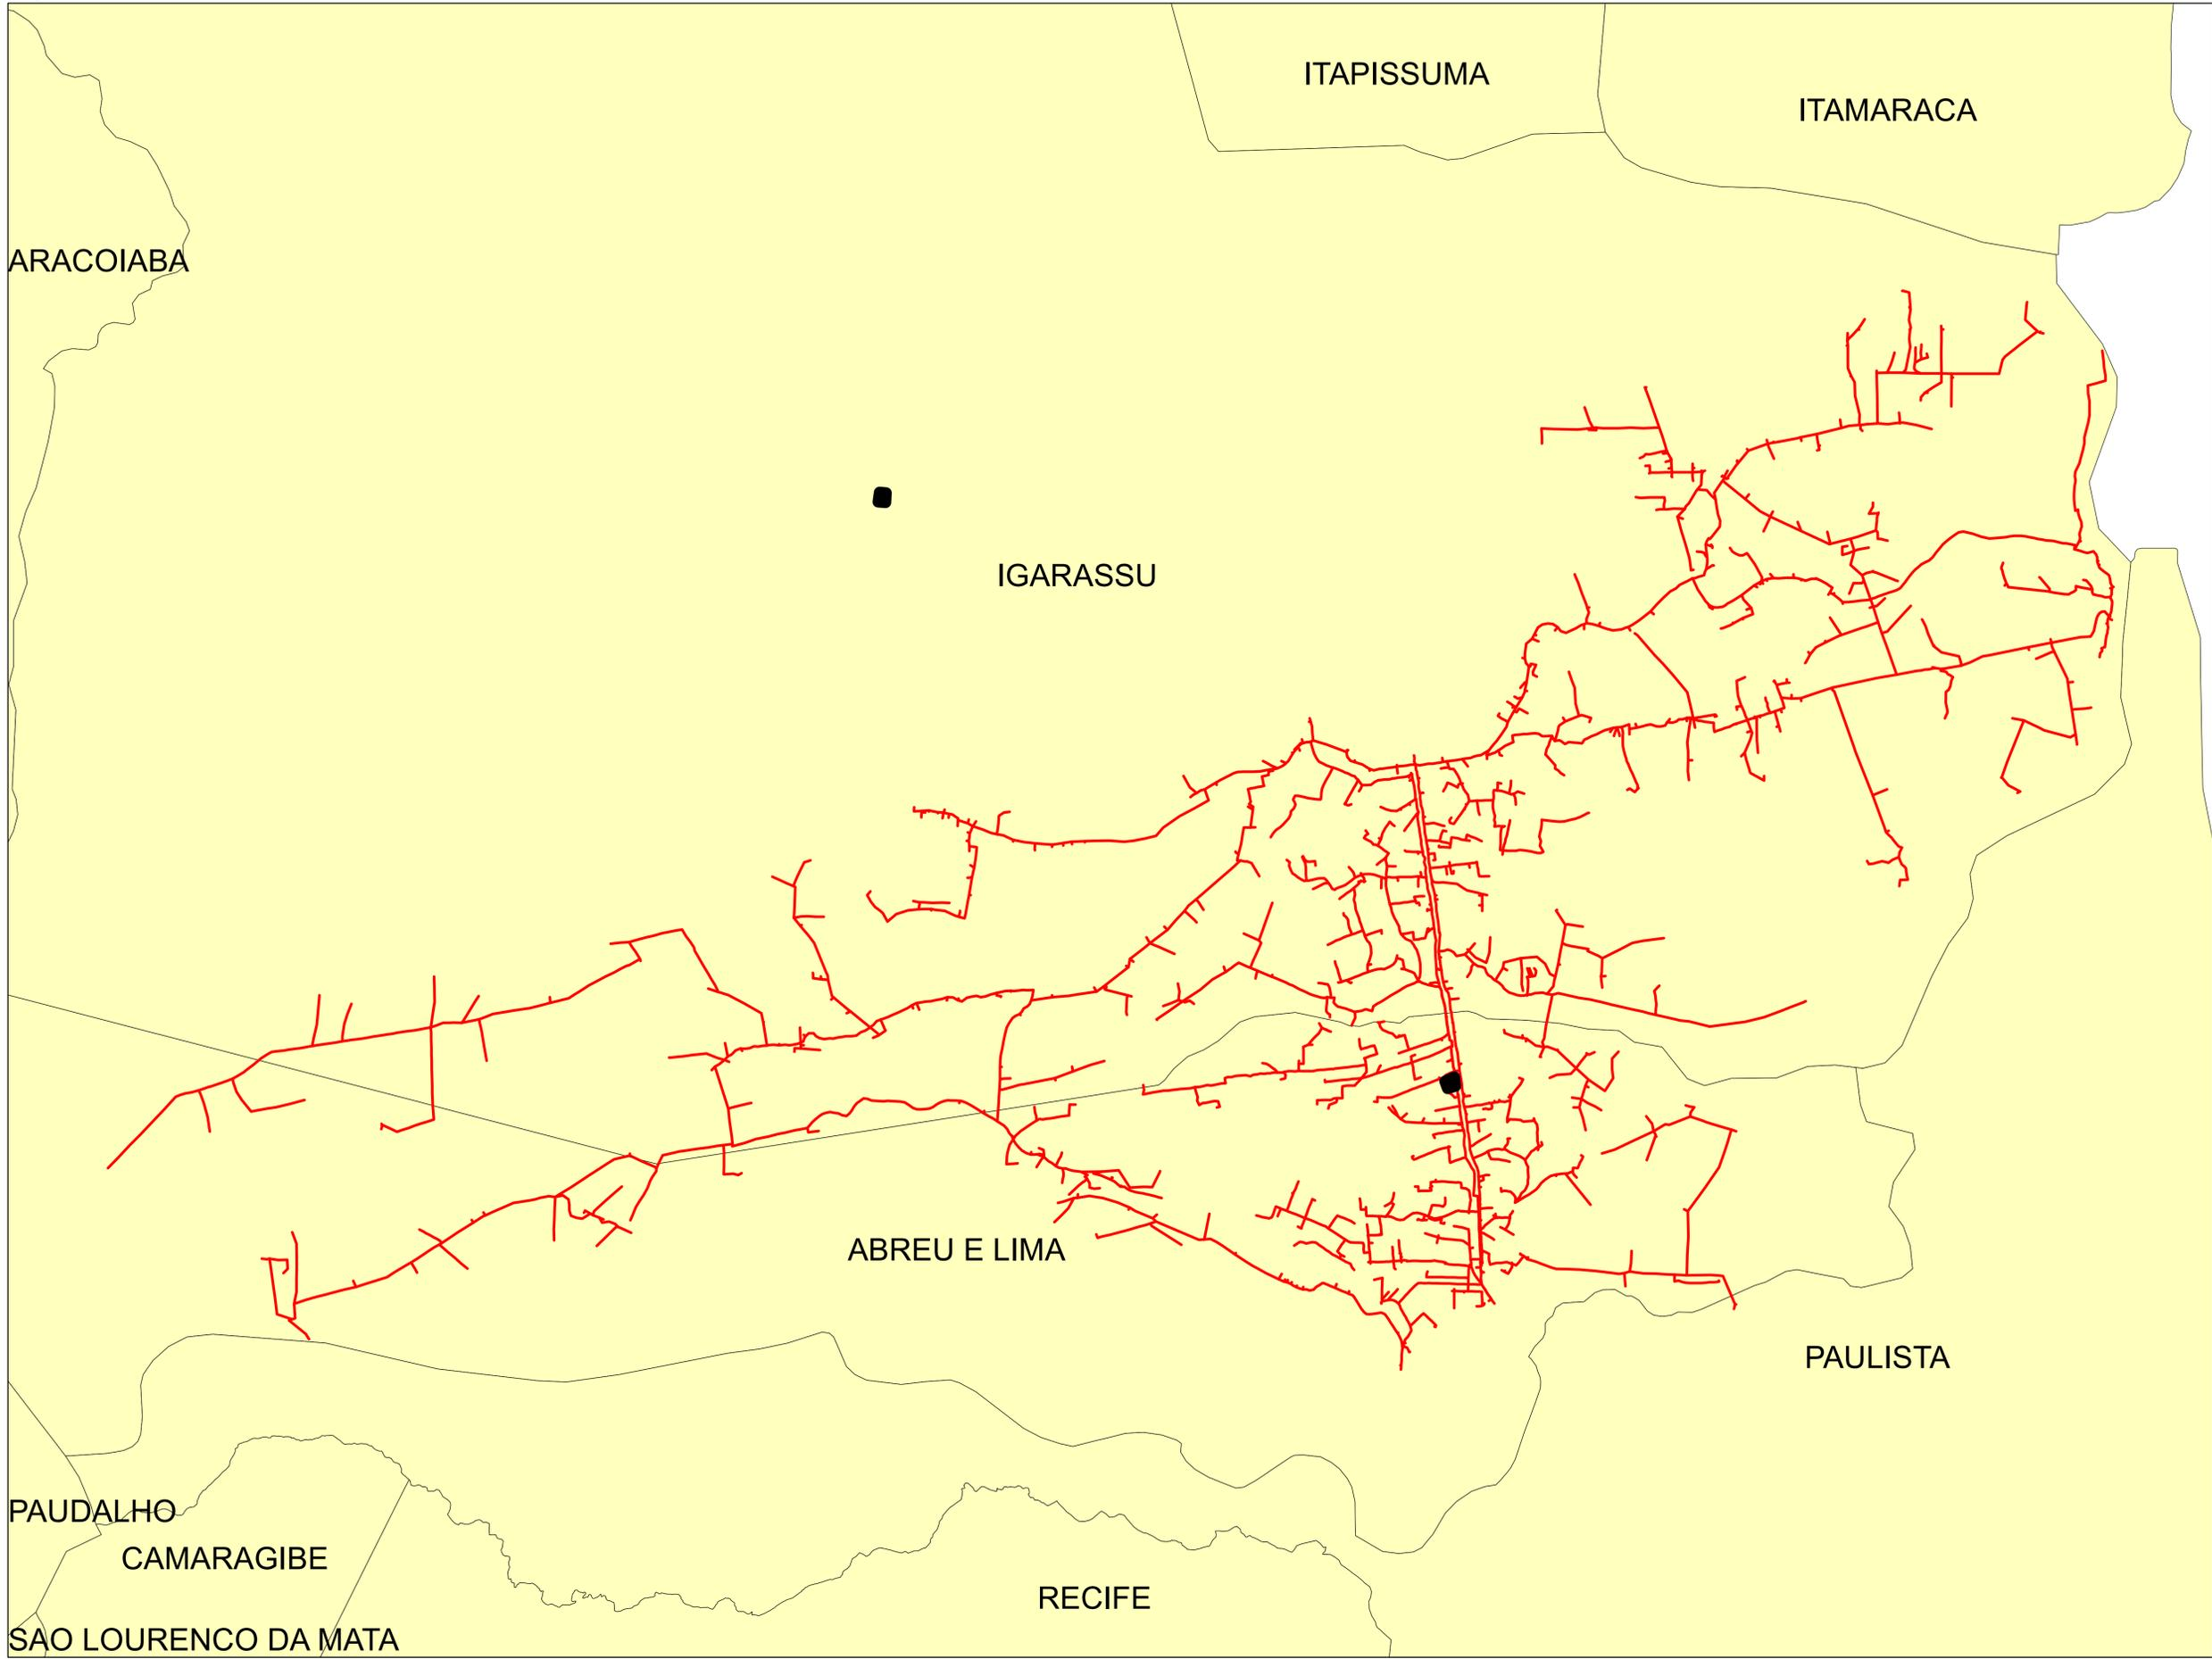 ITAPISSUMA
ITAMARACA
ARACOIABA
IGARASSU
ABREU E LIMA
PAULISTA
PAUDALHO
CAMARAGIBE
RECIFE
SAO LOURENCO DA MATA